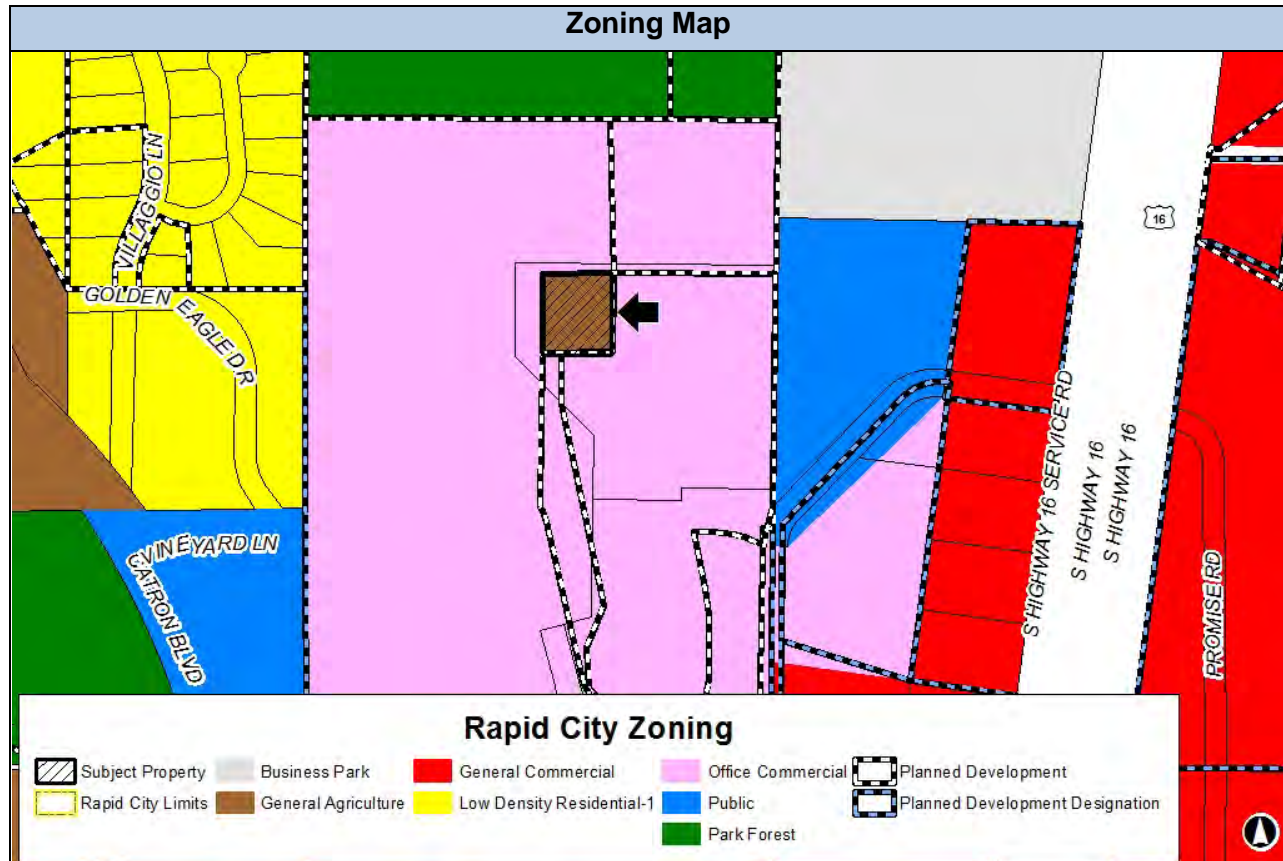 Zoning Map
VILLAGGIO LN
GOLDEN EAGLE DR
16
S HIGHWAY 16 SERVICE RD
S HIGHWAY 16
S HIGHWAY 16
PROMISE RD
VINEYARD LN
CATRON BLVD
Rapid City Zoning
Subject Property
Business Park
General Commercial
Office Commercial
Planned Development
Rapid City Limits
General Agriculture
Low Density Residential-1
Public
Planned Development Designation
Park Forest